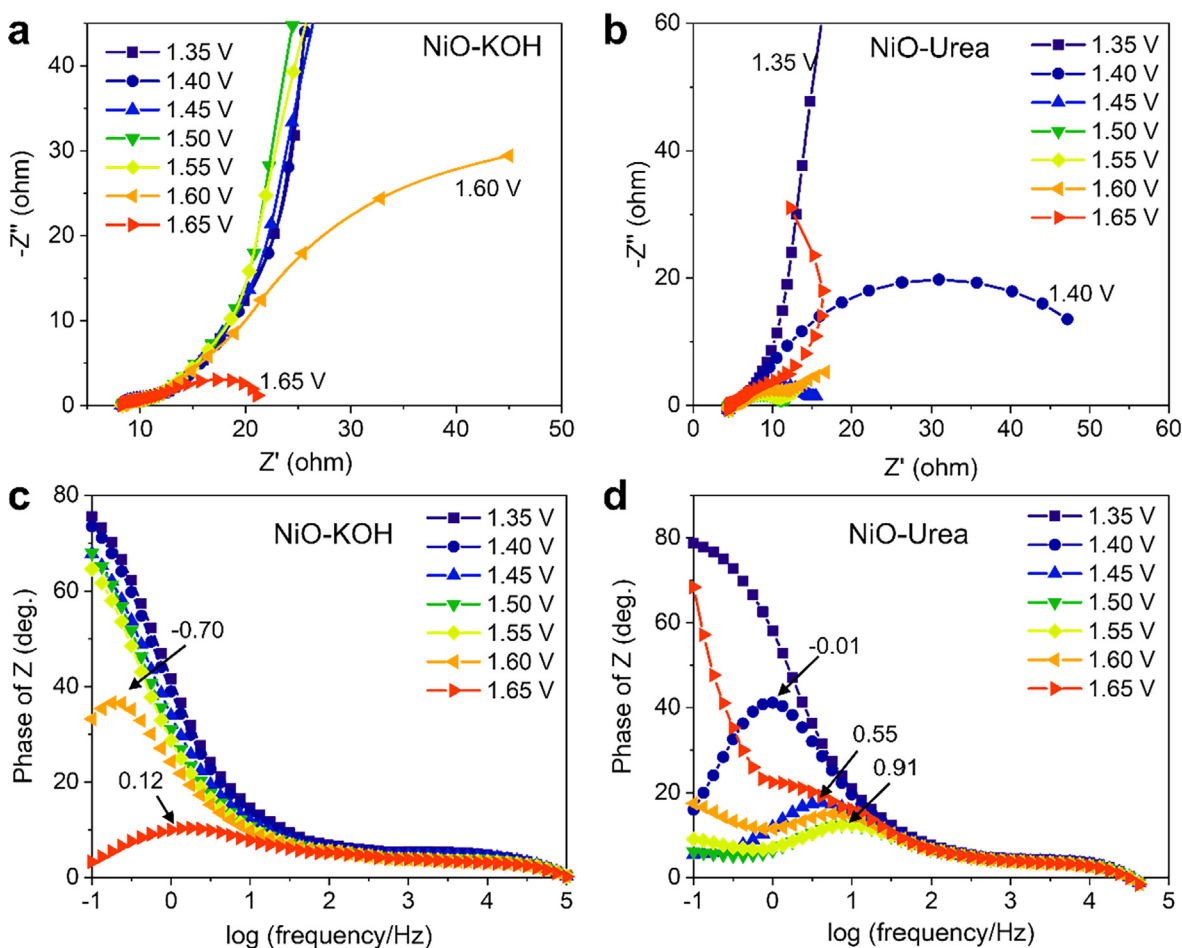 a
NiO-KOH
1.35 V
1.40 V
1.45 V
1.50 V
1.55 V
1.60 V
1.65 V
1.60 V
1.65 V
-Z" (ohm)
40
30
20
10
0
10
20
30
40
50
Z' (ohm)
b
NiO-Urea
1.35 V
1.35 V
1.40 V
1.45 V
1.50 V
1.55 V
1.60 V
1.65 V
1.40 V
-Z" (ohm)
60
40
20
0
0
10
20
30
40
50
60
Z' (ohm)
c
NiO-KOH
1.35 V
1.40 V
1.45 V
1.50 V
1.55 V
1.60 V
1.65 V
-0.70
0.12
Phase of Z (deg.)
80
60
40
20
0
-1
0
1
2
3
4
5
log (frequency/Hz)
d
NiO-Urea
1.35 V
1.40 V
1.45 V
1.50 V
1.55 V
1.60 V
1.65 V
-0.01
0.55
0.91
Phase of Z (deg.)
80
60
40
20
0
-1
0
1
2
3
4
5
log (frequency/Hz)